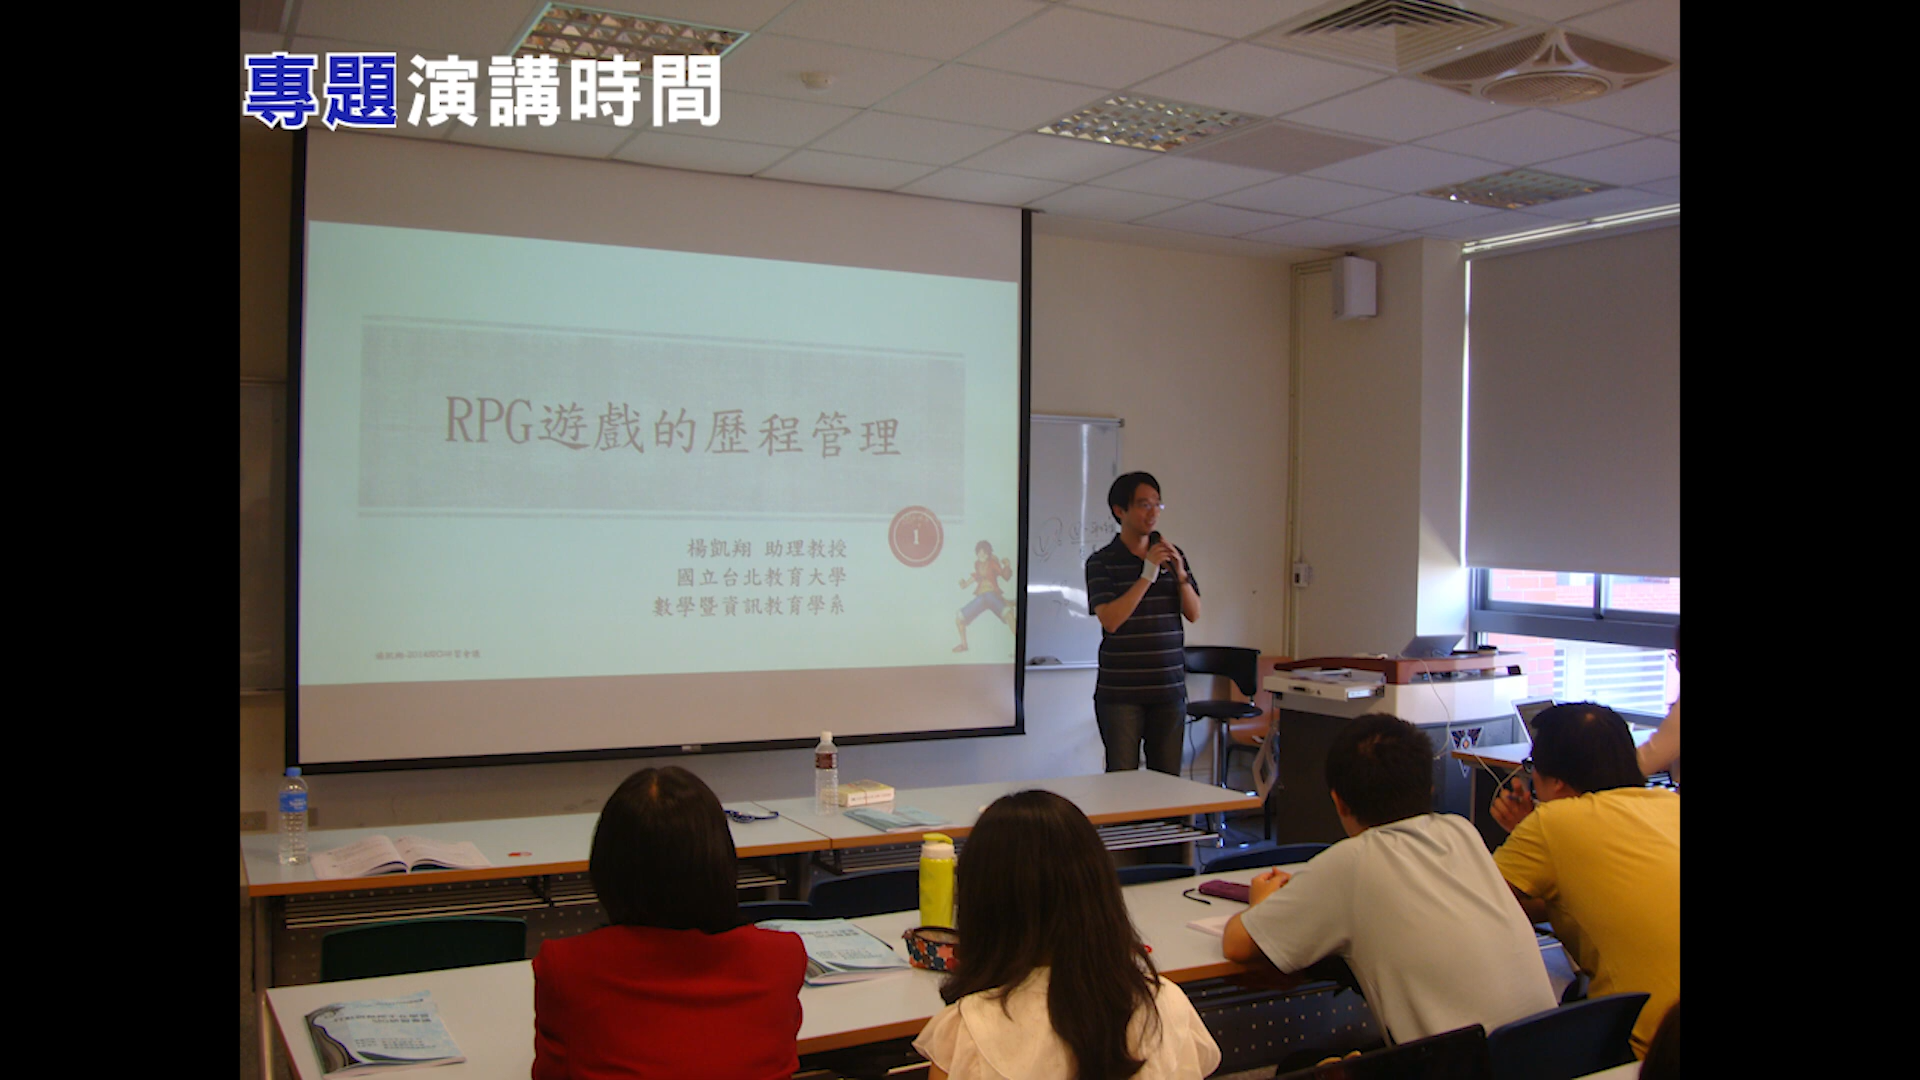 專題演講時間
RPG遊戲的歷程管理
1
楊凱翔 助理教授
國立台北教育大學
數學暨資訊教育學系